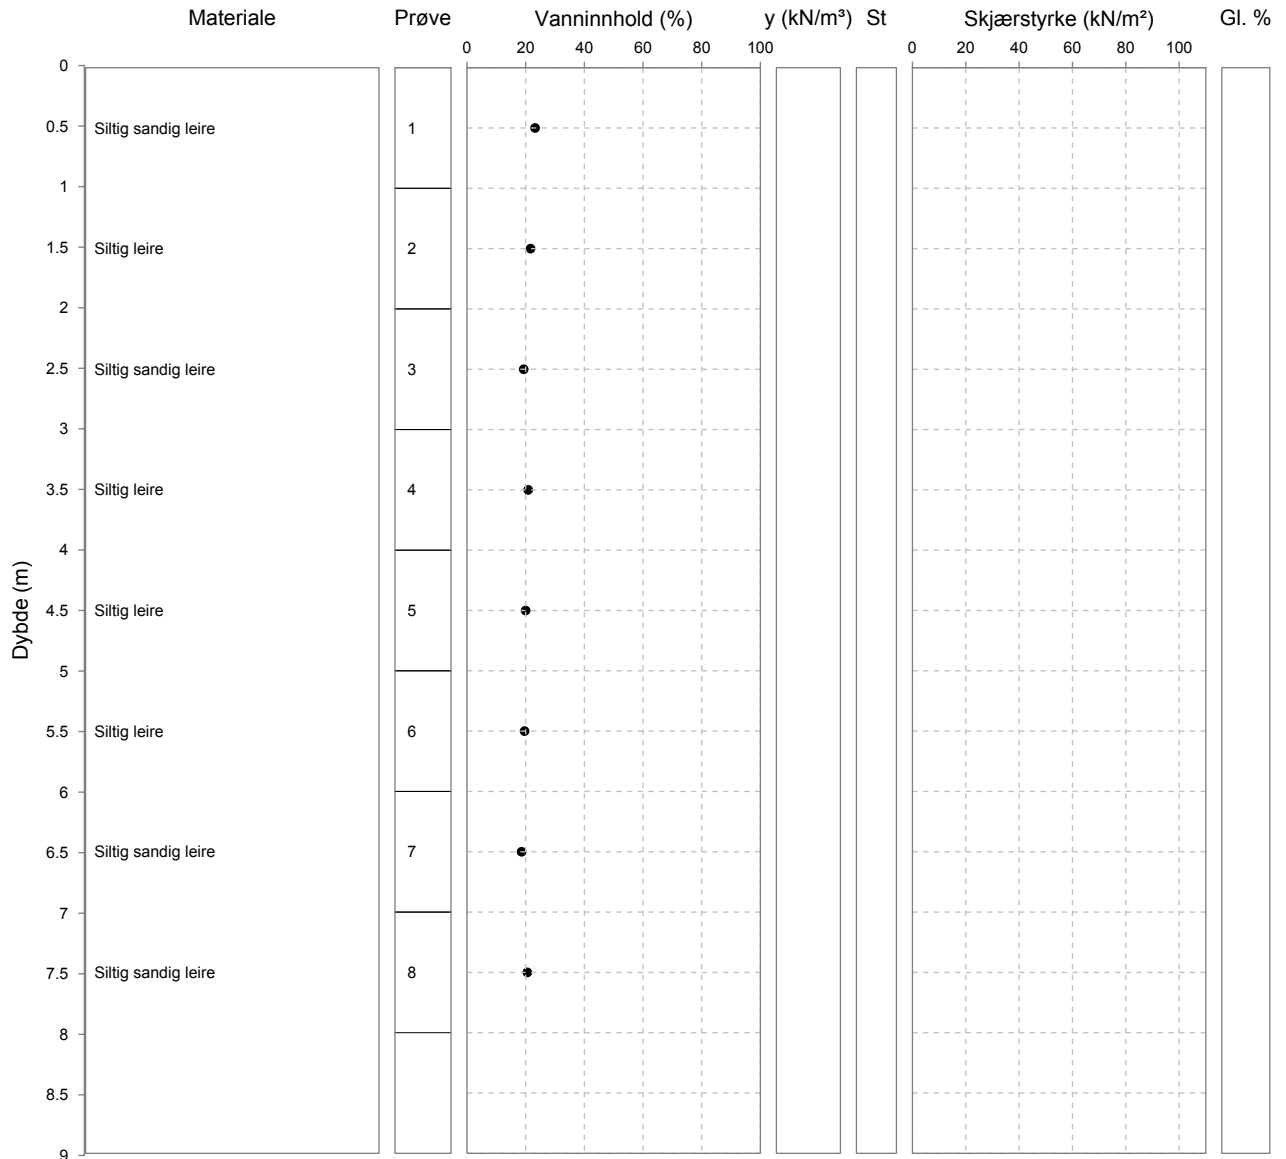 Materiale Prøve Vanninnhold (%) y (kN/m³) St Skjærstyrke (kN/m²) Gl. %
0 20 40 60 80 100 0 20 40 60 80 100
0
0.5 Siltig sandig leire 1
1
1.5 Siltig leire 2
2
2.5 Siltig sandig leire 3
3
3.5 Siltig leire 4
4
Dybde (m)
4.5 Siltig leire 5
5
5.5 Siltig leire 6
6
6.5 Siltig sandig leire 7
7
7.5 Siltig sandig leire 8
8
8.5
9